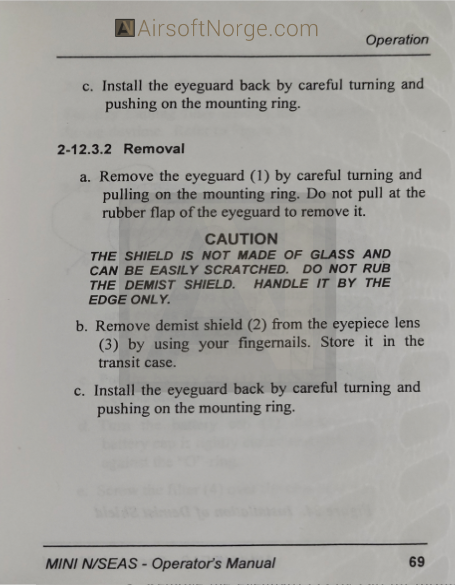 AirsoftNorge.com
Operation
c. Install the eyeguard back by careful turning and
pushing on the mounting ring.
2-12.3.2 Removal
a. Remove the eyeguard (1) by careful turning and
pulling on the mounting ring. Do not pull at the
rubber flap of the eyeguard to remove it.
CAUTION
THE SHIELD IS NOT MADE OF GLASS AND
CAN BE EASILY SCRATCHED. DO NOT RUB
THE DEMIST SHIELD. HANDLE IT BY THE
EDGE ONLY.
b. Remove demist shield (2) from the eyepiece lens
(3) by using your fingernails. Store it in the
transit case.
c. Install the eyeguard back by careful turning and
pushing on the mounting ring.
MINI N/SEAS - Operator's Manual 69